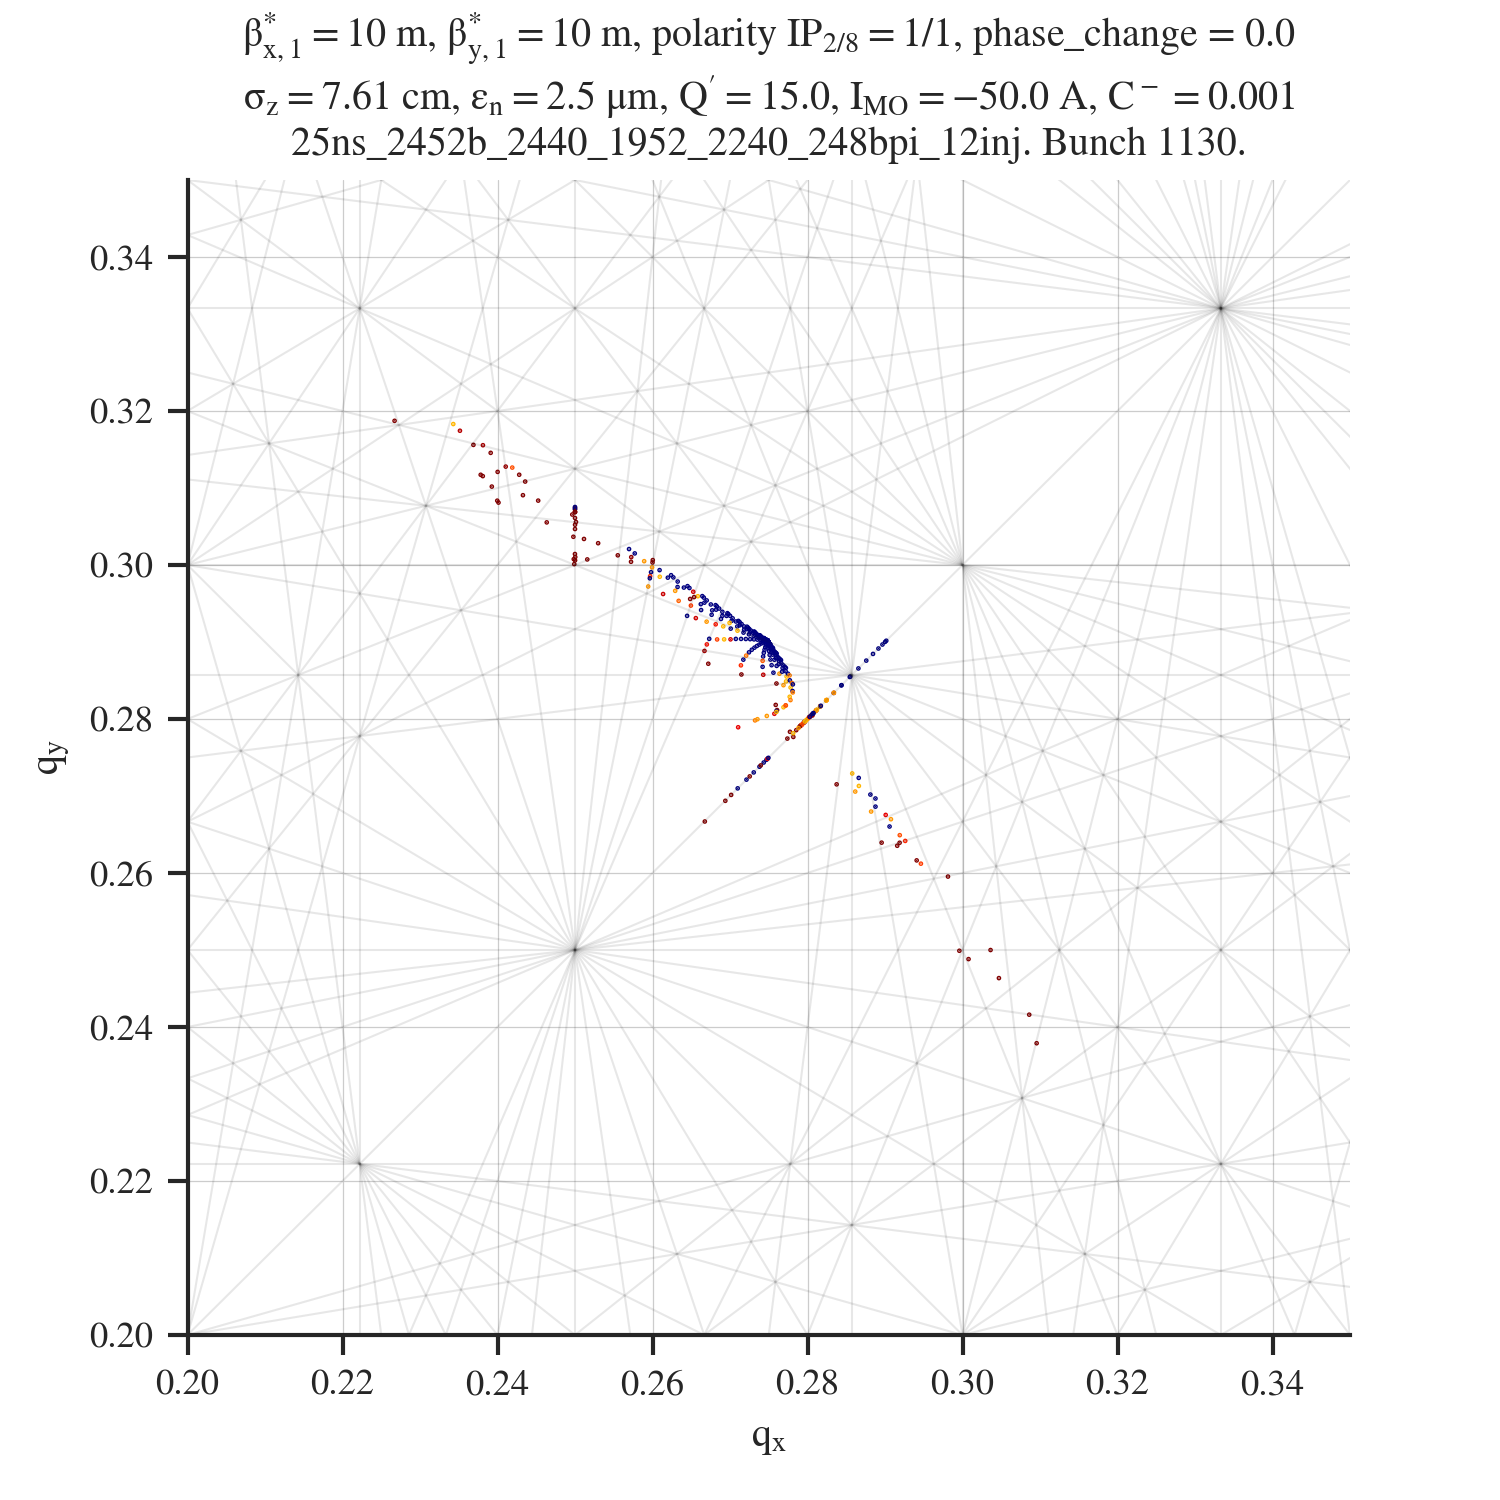 β*x, 1 = 10 m, β*y, 1 = 10 m, polarity IP2/8 = 1/1, phase_change = 0.0
σz = 7.61 cm, εn = 2.5 μm, Q′ = 15.0, IMO = −50.0 A, C− = 0.001
25ns_2452b_2440_1952_2240_248bpi_12inj. Bunch 1130.
0.34
0.32
0.30
0.28
0.26
0.24
0.22
0.20
qy
0.20 0.22 0.24 0.26 0.28 0.30 0.32 0.34
qx